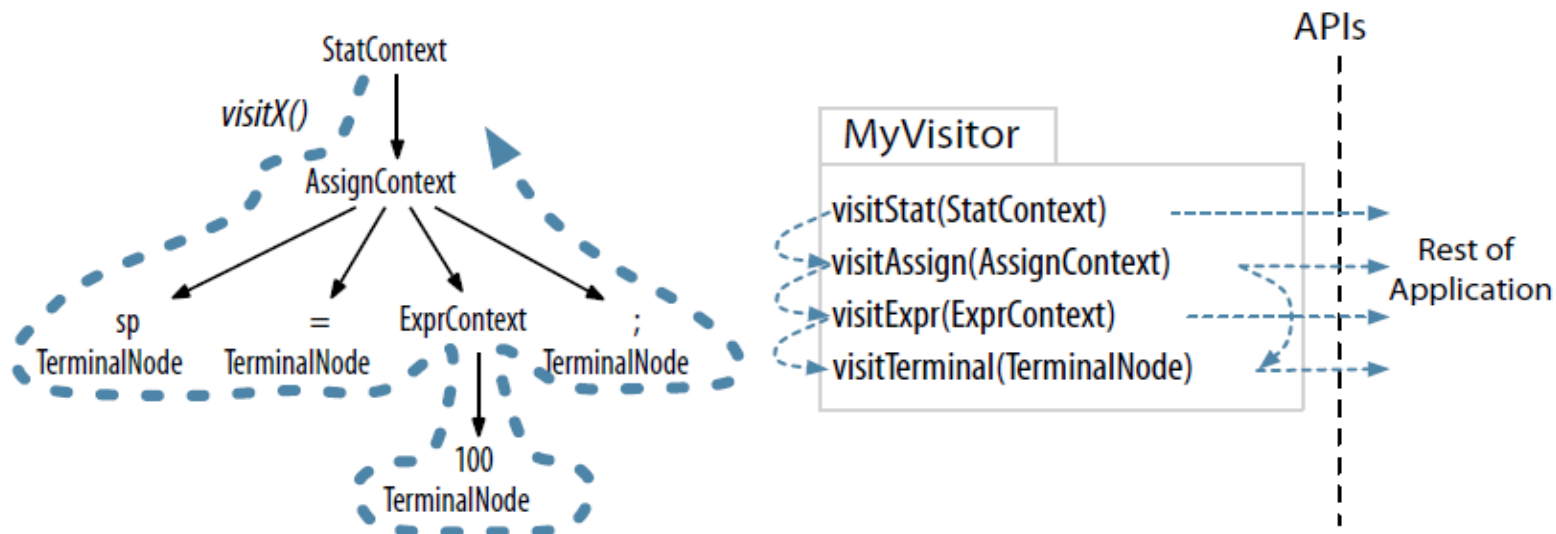 StatContext
visitX()
AssignContext
sp
TerminalNode
=
TerminalNode
ExprContext
;
TerminalNode
100
TerminalNode
APIs
MyVisitor
visitStat(StatContext)
visitAssign(AssignContext)
visitExpr(ExprContext)
visitTerminal(TerminalNode)
Rest of
Application